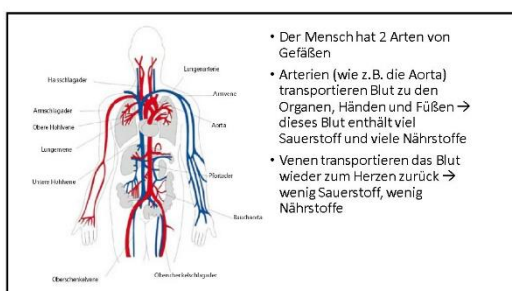 Lungenarterie
Halsschlagader
Armvene
Armschlagader
Obere Hohlvene
Aorta
Lungenvene
Pfortader
Untere Hohlvene
Bauchaorta
Oberschenkelvene
Oberschenkelschlagader
• Der Mensch hat 2 Arten von
Gefäßen
• Arterien (wie z.B. die Aorta)
transportieren Blut zu den
Organen, Händen und Füßen →
dieses Blut enthält viel
Sauerstoff und viele Nährstoffe
• Venen transportieren das Blut
wieder zum Herzen zurück →
wenig Sauerstoff, wenig
Nährstoffe